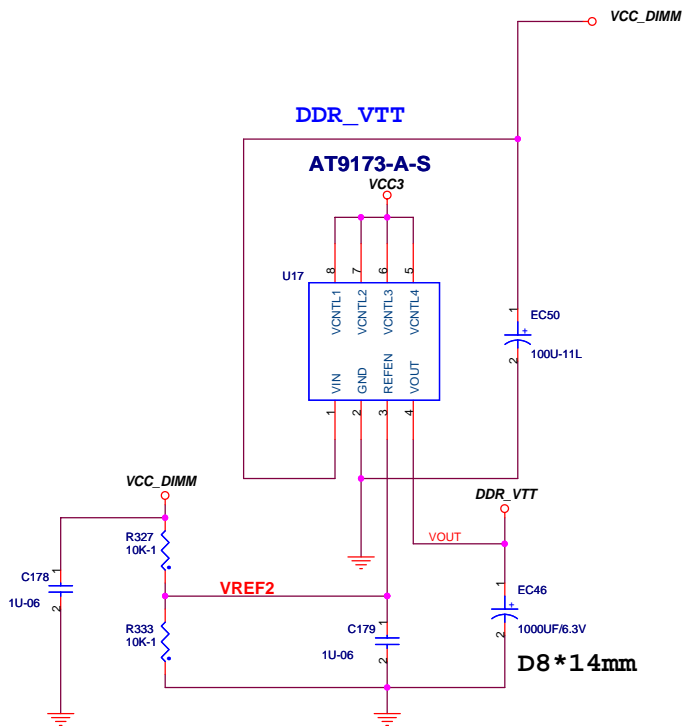 VCC_DIMM
DDR_VTT
AT9173-A-S
VCC3
U17
8
7
6
5
VCNTL1
VCNTL2
VCNTL3
VCNTL4
VIN
GND
REFEN
VOUT
1
2
3
4
1
EC50
2
100U-11L
VCC_DIMM
DDR_VTT
R327
10K-1
VOUT
1
C178
1U-06
2
VREF2
1
EC46
1000UF/6.3V
2
R333
10K-1
1
C179
1U-06
2
D8*14mm